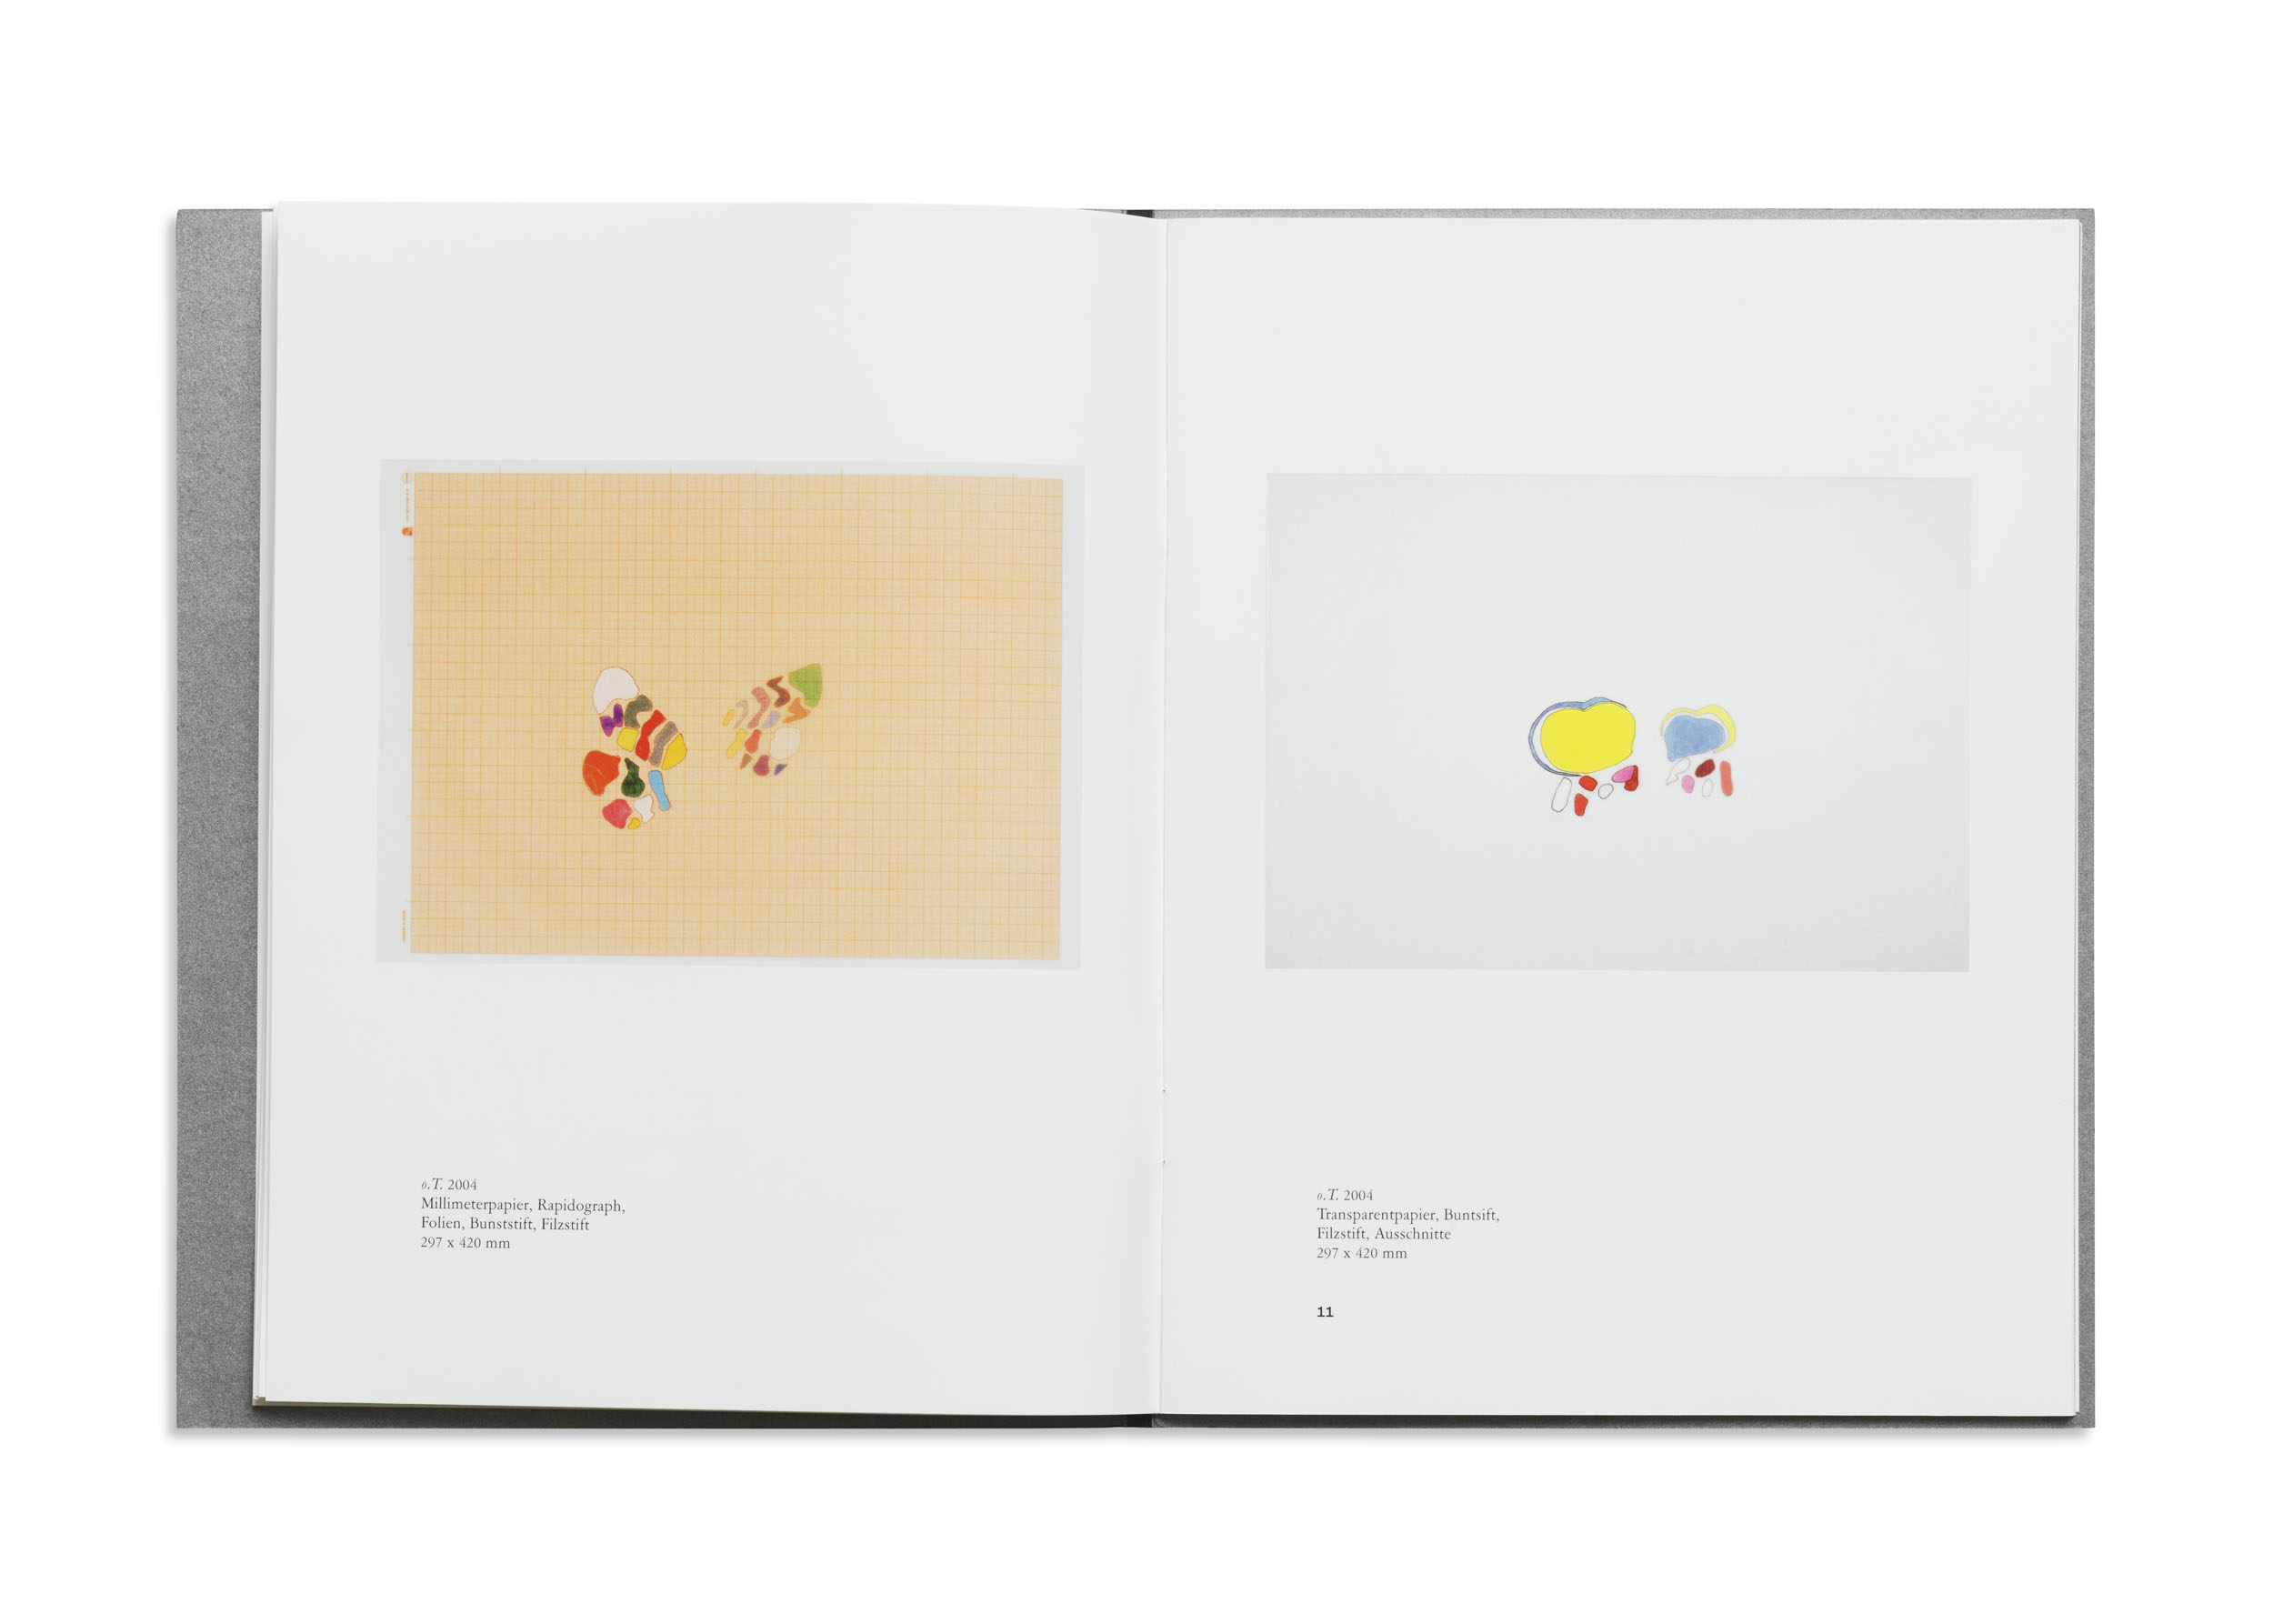 o.T. 2004
Millimeterpapier, Rapidograph,
Folien, Bunststift, Filzstift
297 x 420 mm
o.T. 2004
Transparentpapier, Buntsift,
Filzstift, Ausschnitte
297 x 420 mm
11